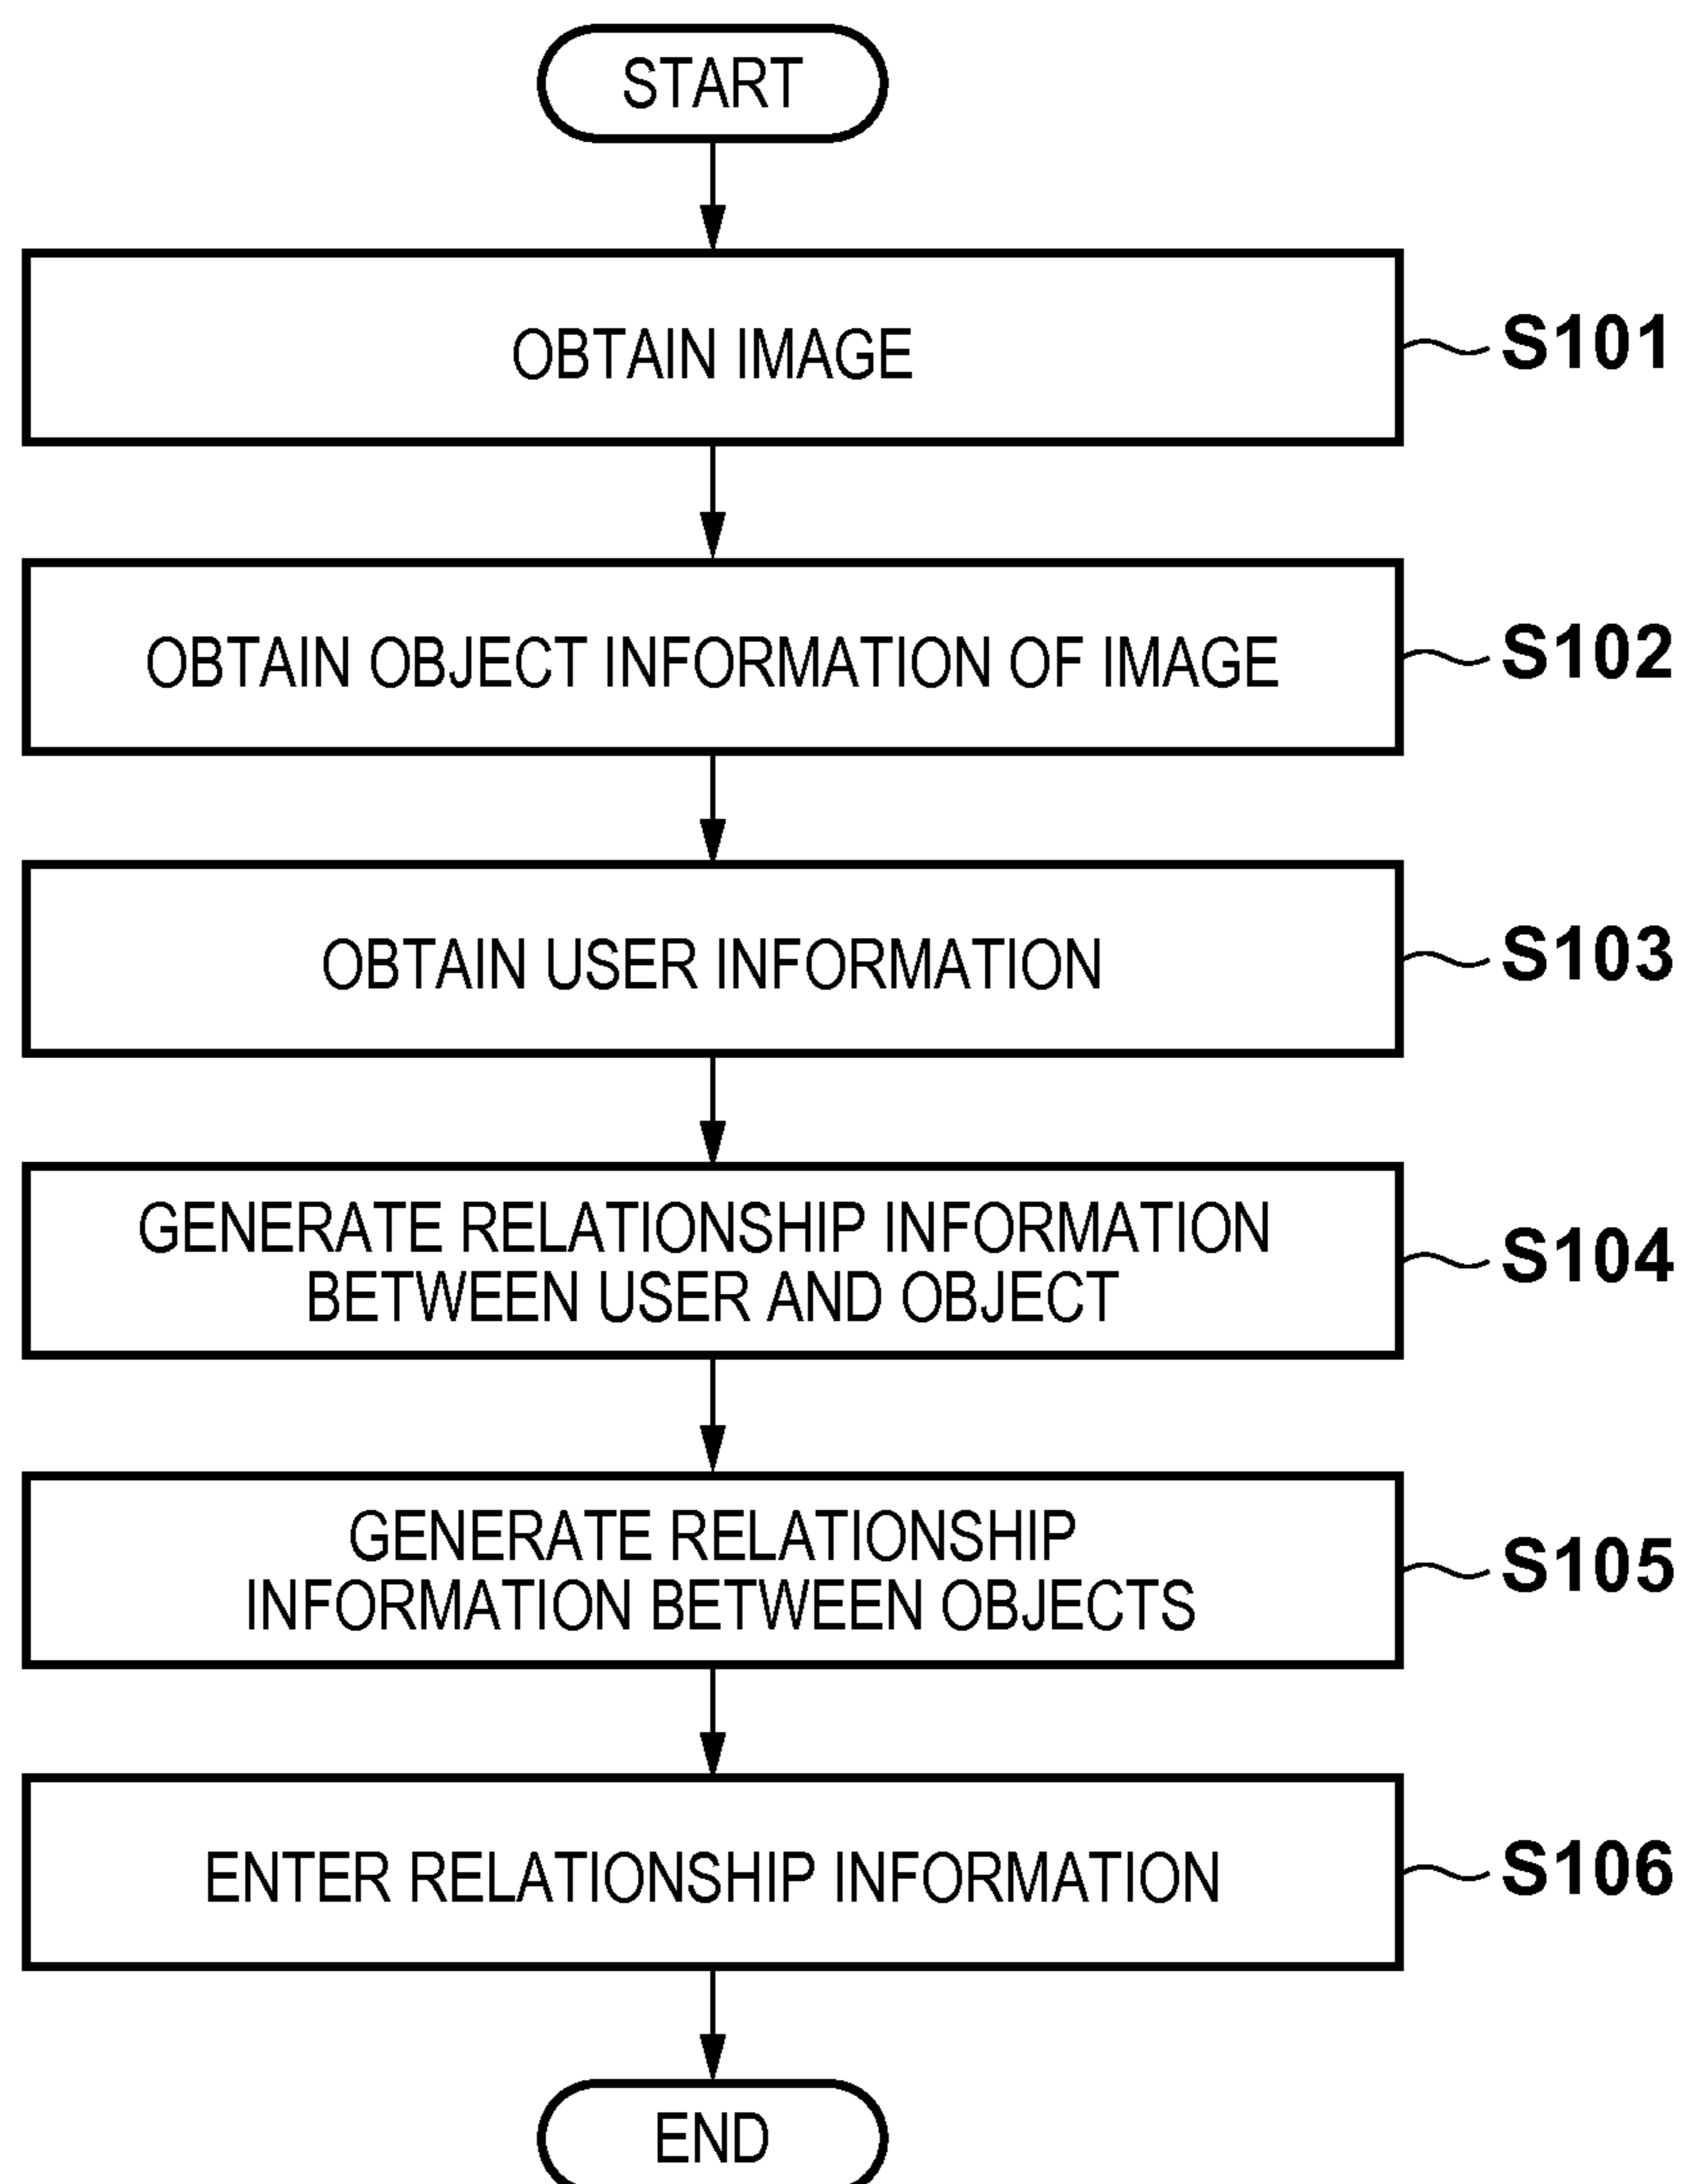 START
OBTAIN IMAGE
S101
OBTAIN OBJECT INFORMATION OF IMAGE
S102
OBTAIN USER INFORMATION
S103
GENERATE RELATIONSHIP INFORMATION
BETWEEN USER AND OBJECT
S104
GENERATE RELATIONSHIP
INFORMATION BETWEEN OBJECTS
S105
ENTER RELATIONSHIP INFORMATION
S106
END